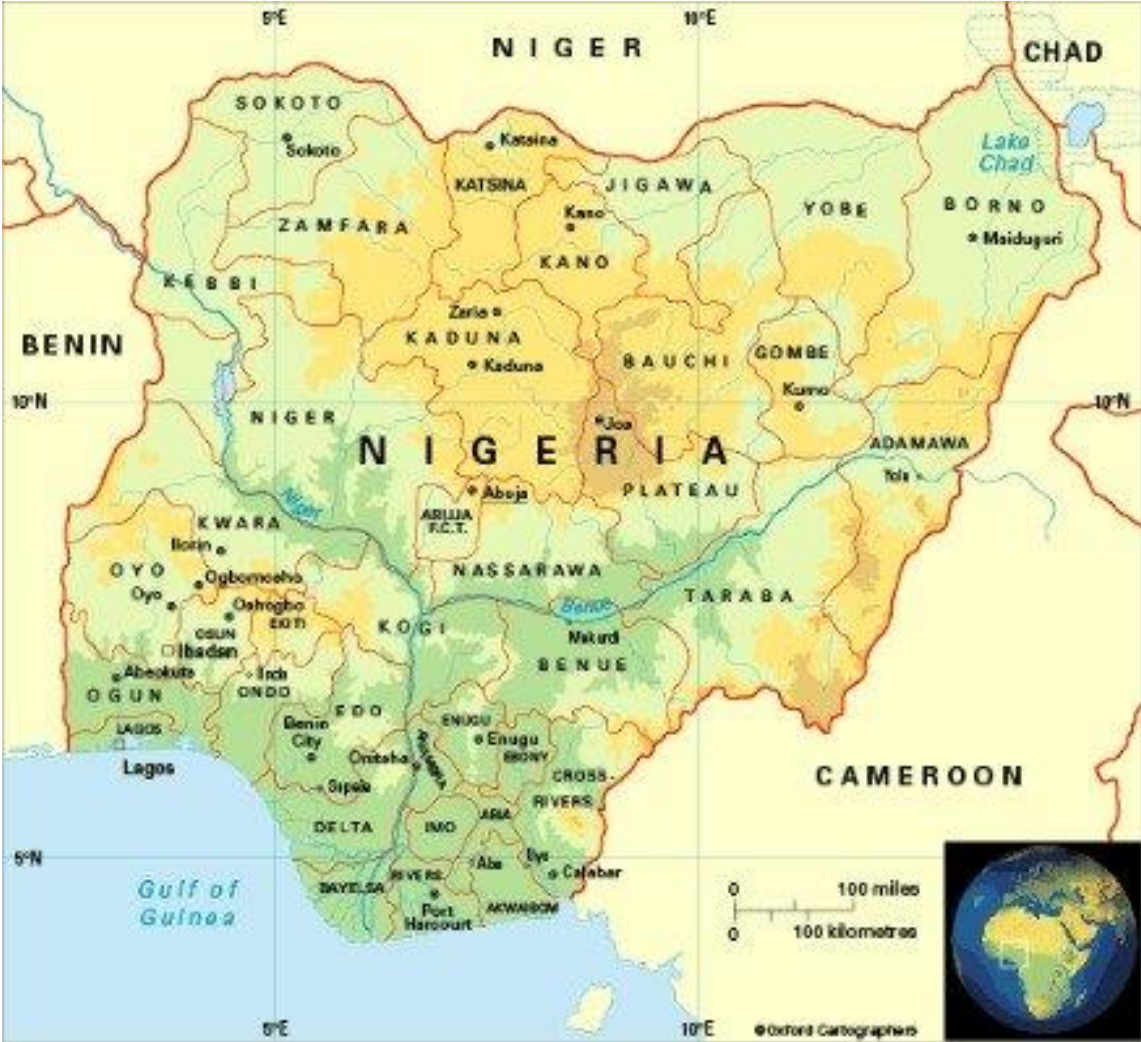 5°E
10°E
NIGER
CHAD
SOKOTO
Sokoto
Katsina
KATSINA
JIGAWA
Lake
Chad
ZAMFARA
Kano
YOBE
BORNO
Maiduguri
KANO
KEBBI
Zaria
KADUNA
BENIN
BAUCHI
GOMBE
Kaduna
Kumo
10°N
10°N
NIGER
Jos
NIGERIA
ADAMAWA
Yola
Abuja
PLATEAU
Niger
ABUJA
F.C.T.
KWARA
Ilorin
OYO
Ogbomosho
NASSARAWA
Oyo
Oshogbo
Benue
TARABA
EKITI
KOGI
OSUN
Ibadan
Makurdi
BENUE
Abeokuta
OGUN
ONDO
EDO
LAGOS
Benin
City
ENUGU
Enugu
EBONY
Lagos
Onitsha
ANAMBRA
CROSS-
RIVERS
CAMEROON
Sapele
DELTA
IMO
ABIA
5°N
Aba
Uyo
Calabar
Gulf of
Guinea
BAYELSA
RIVERS
Port
Harcourt
AKWAIBOM
0
100 miles
0
100 kilometres
5°E
10°E
©Oxford Cartographers